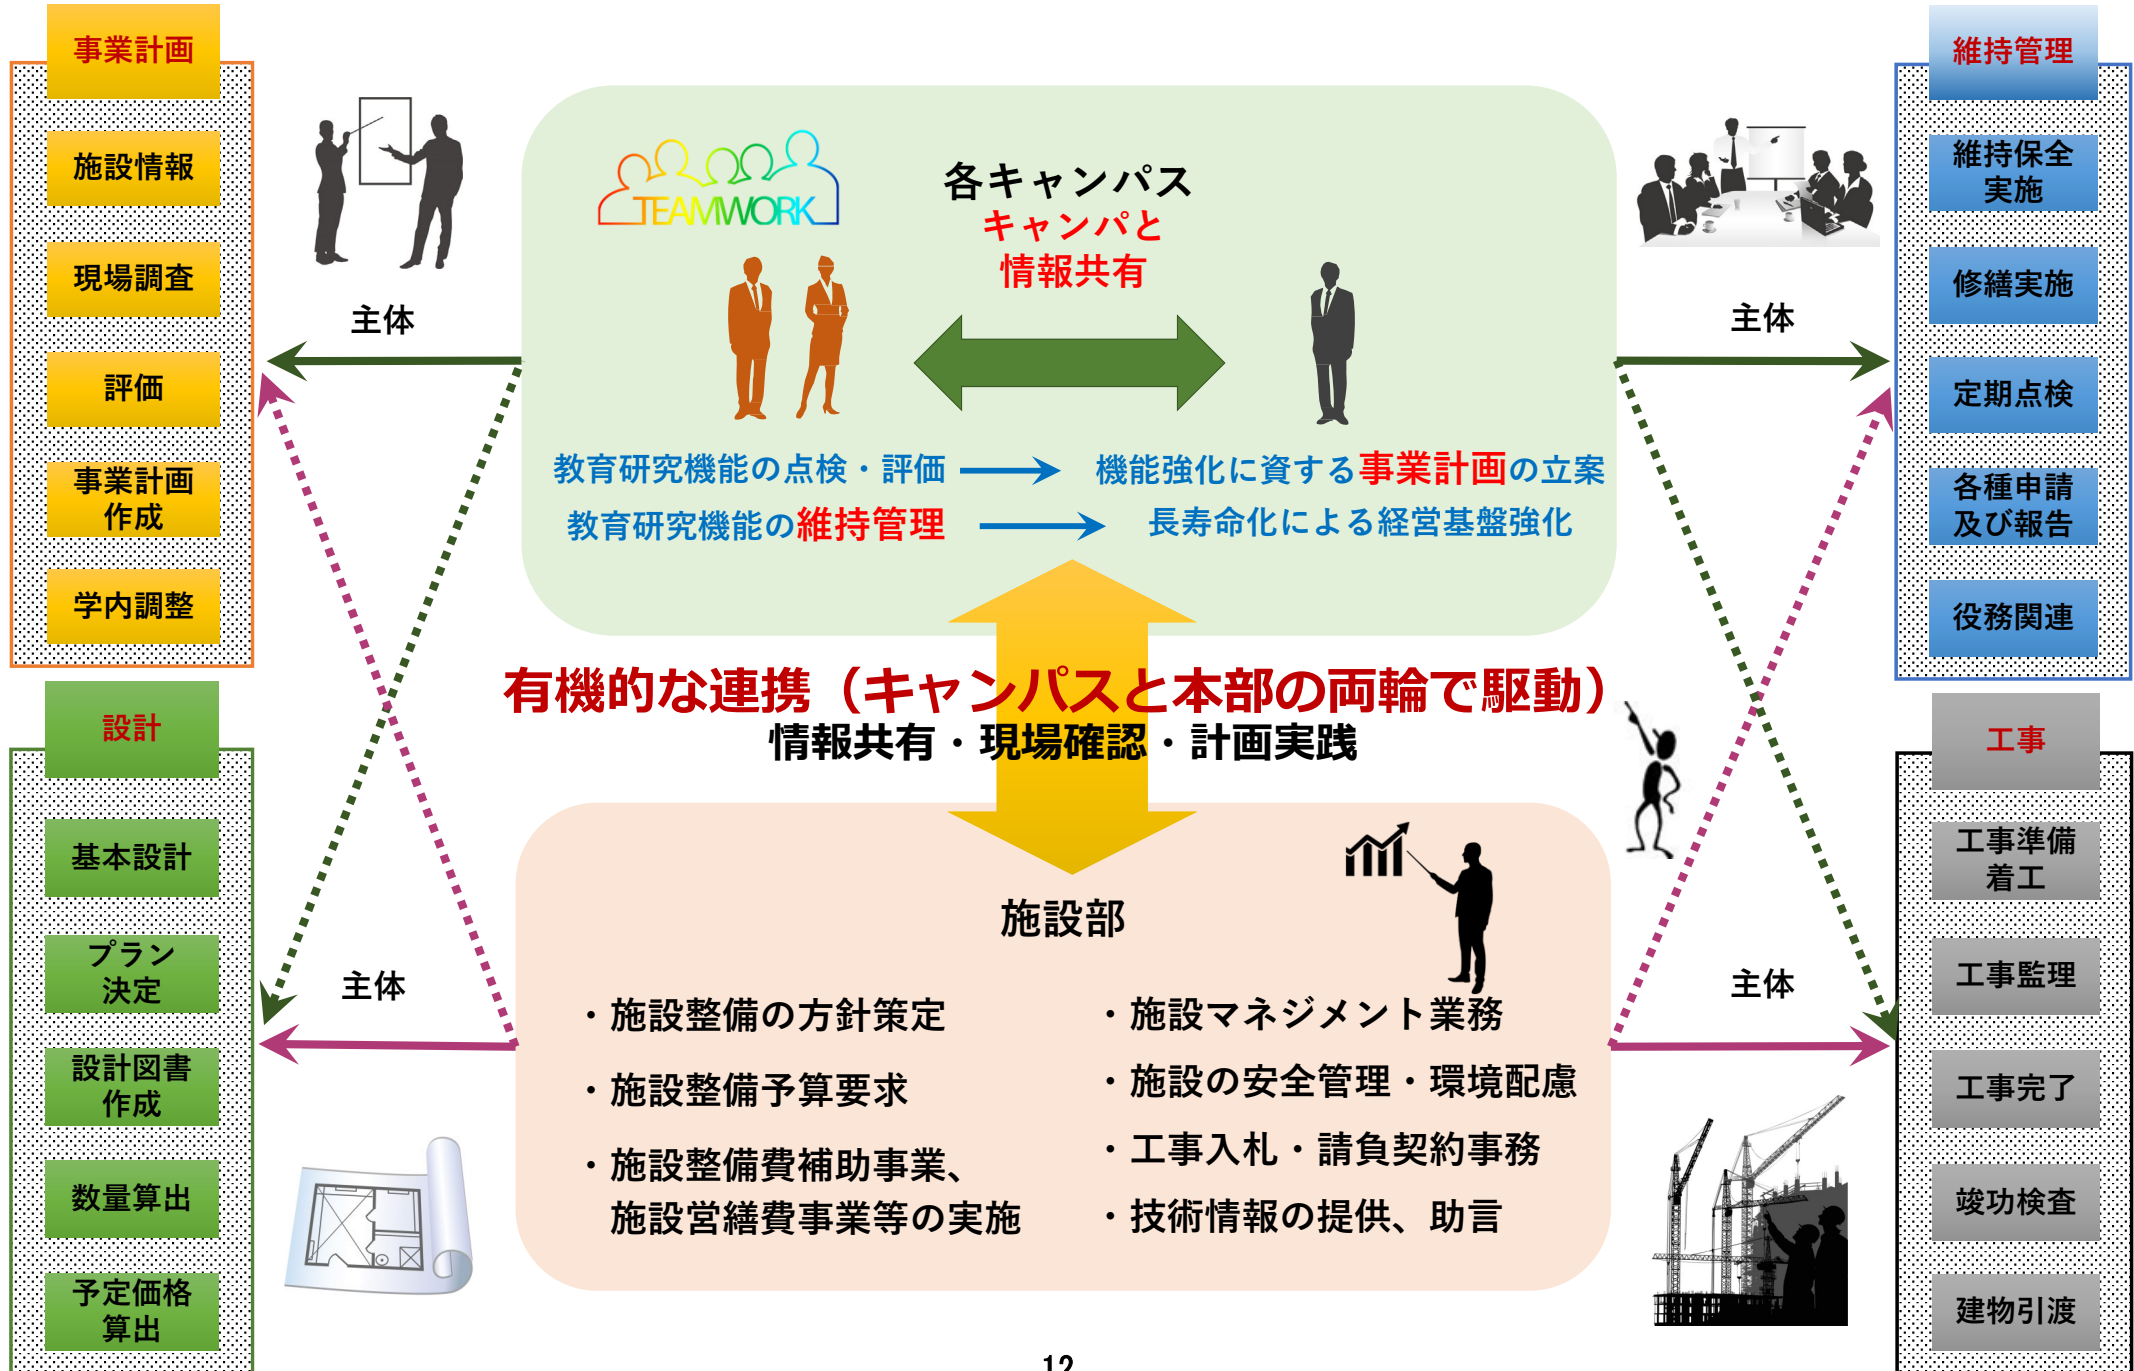 事業計画
施設情報
現場調査
評価
事業計画
作成
学内調整
設計
基本設計
プラン
決定
設計図書
作成
数量算出
予定価格
算出
主体
主体
TEAMWORK
各キャンパス
キャンパと
情報共有
教育研究機能の点検・評価
機能強化に資する事業計画の立案
教育研究機能の維持管理
長寿命化による経営基盤強化
有機的な連携（キャンパスと本部の両輪で駆動）
情報共有・現場確認・計画実践
施設部
・施設整備の方針策定
・施設整備予算要求
・施設整備費補助事業、
施設営繕費事業等の実施
・施設マネジメント業務
・施設の安全管理・環境配慮
・工事入札・請負契約事務
・技術情報の提供、助言
主体
主体
維持管理
維持保全
実施
修繕実施
定期点検
各種申請
及び報告
役務関連
工事
工事準備
着工
工事監理
工事完了
竣功検査
建物引渡
12